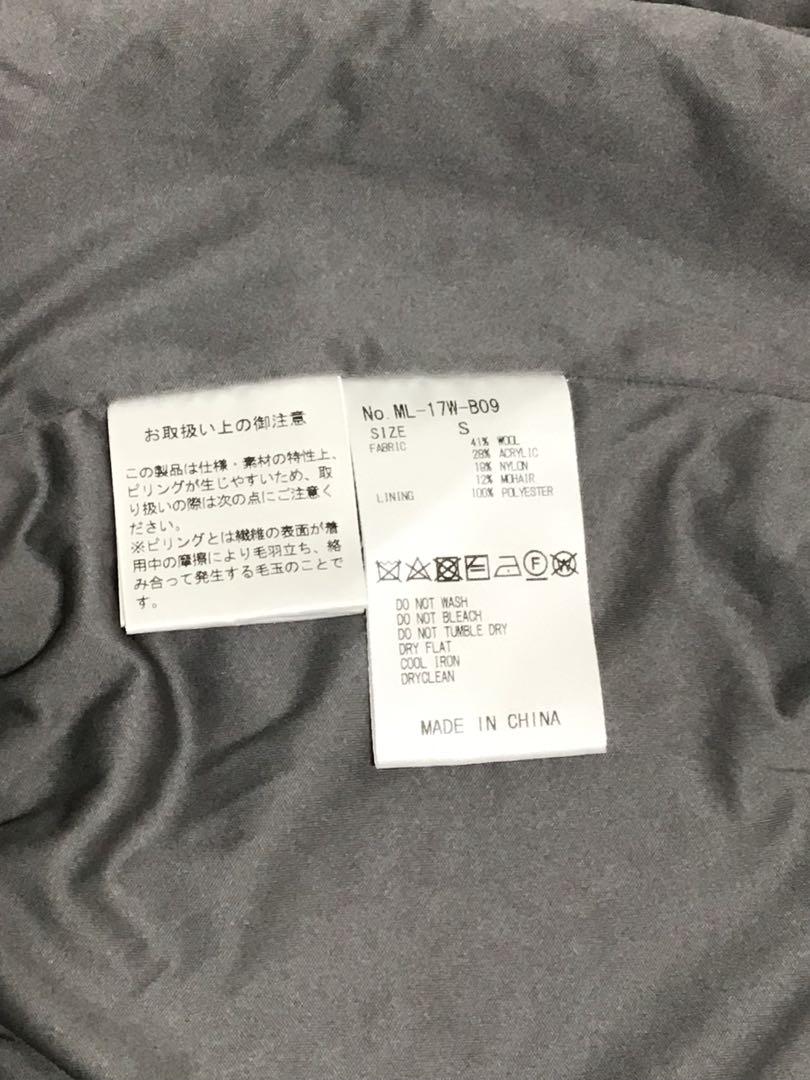 お取扱い上の御注意
この製品は仕様・素材の特性上、
ピリングが生じやすいため、取
り扱いの際は次の点にご注意く
ださい。
※ピリングとは繊維の表面が着
用中の摩擦により毛羽立ち、絡
み合って発生する毛玉のことで
す。
No. ML-17W-B09
SIZE S
FABRIC 41% WOOL
28% ACRYLIC
19% NYLON
12% MOHAIR
LINING 100% POLYESTER
F W
DO NOT WASH
DO NOT BLEACH
DO NOT TUMBLE DRY
DRY FLAT
COOL IRON
DRYCLEAN
MADE IN CHINA